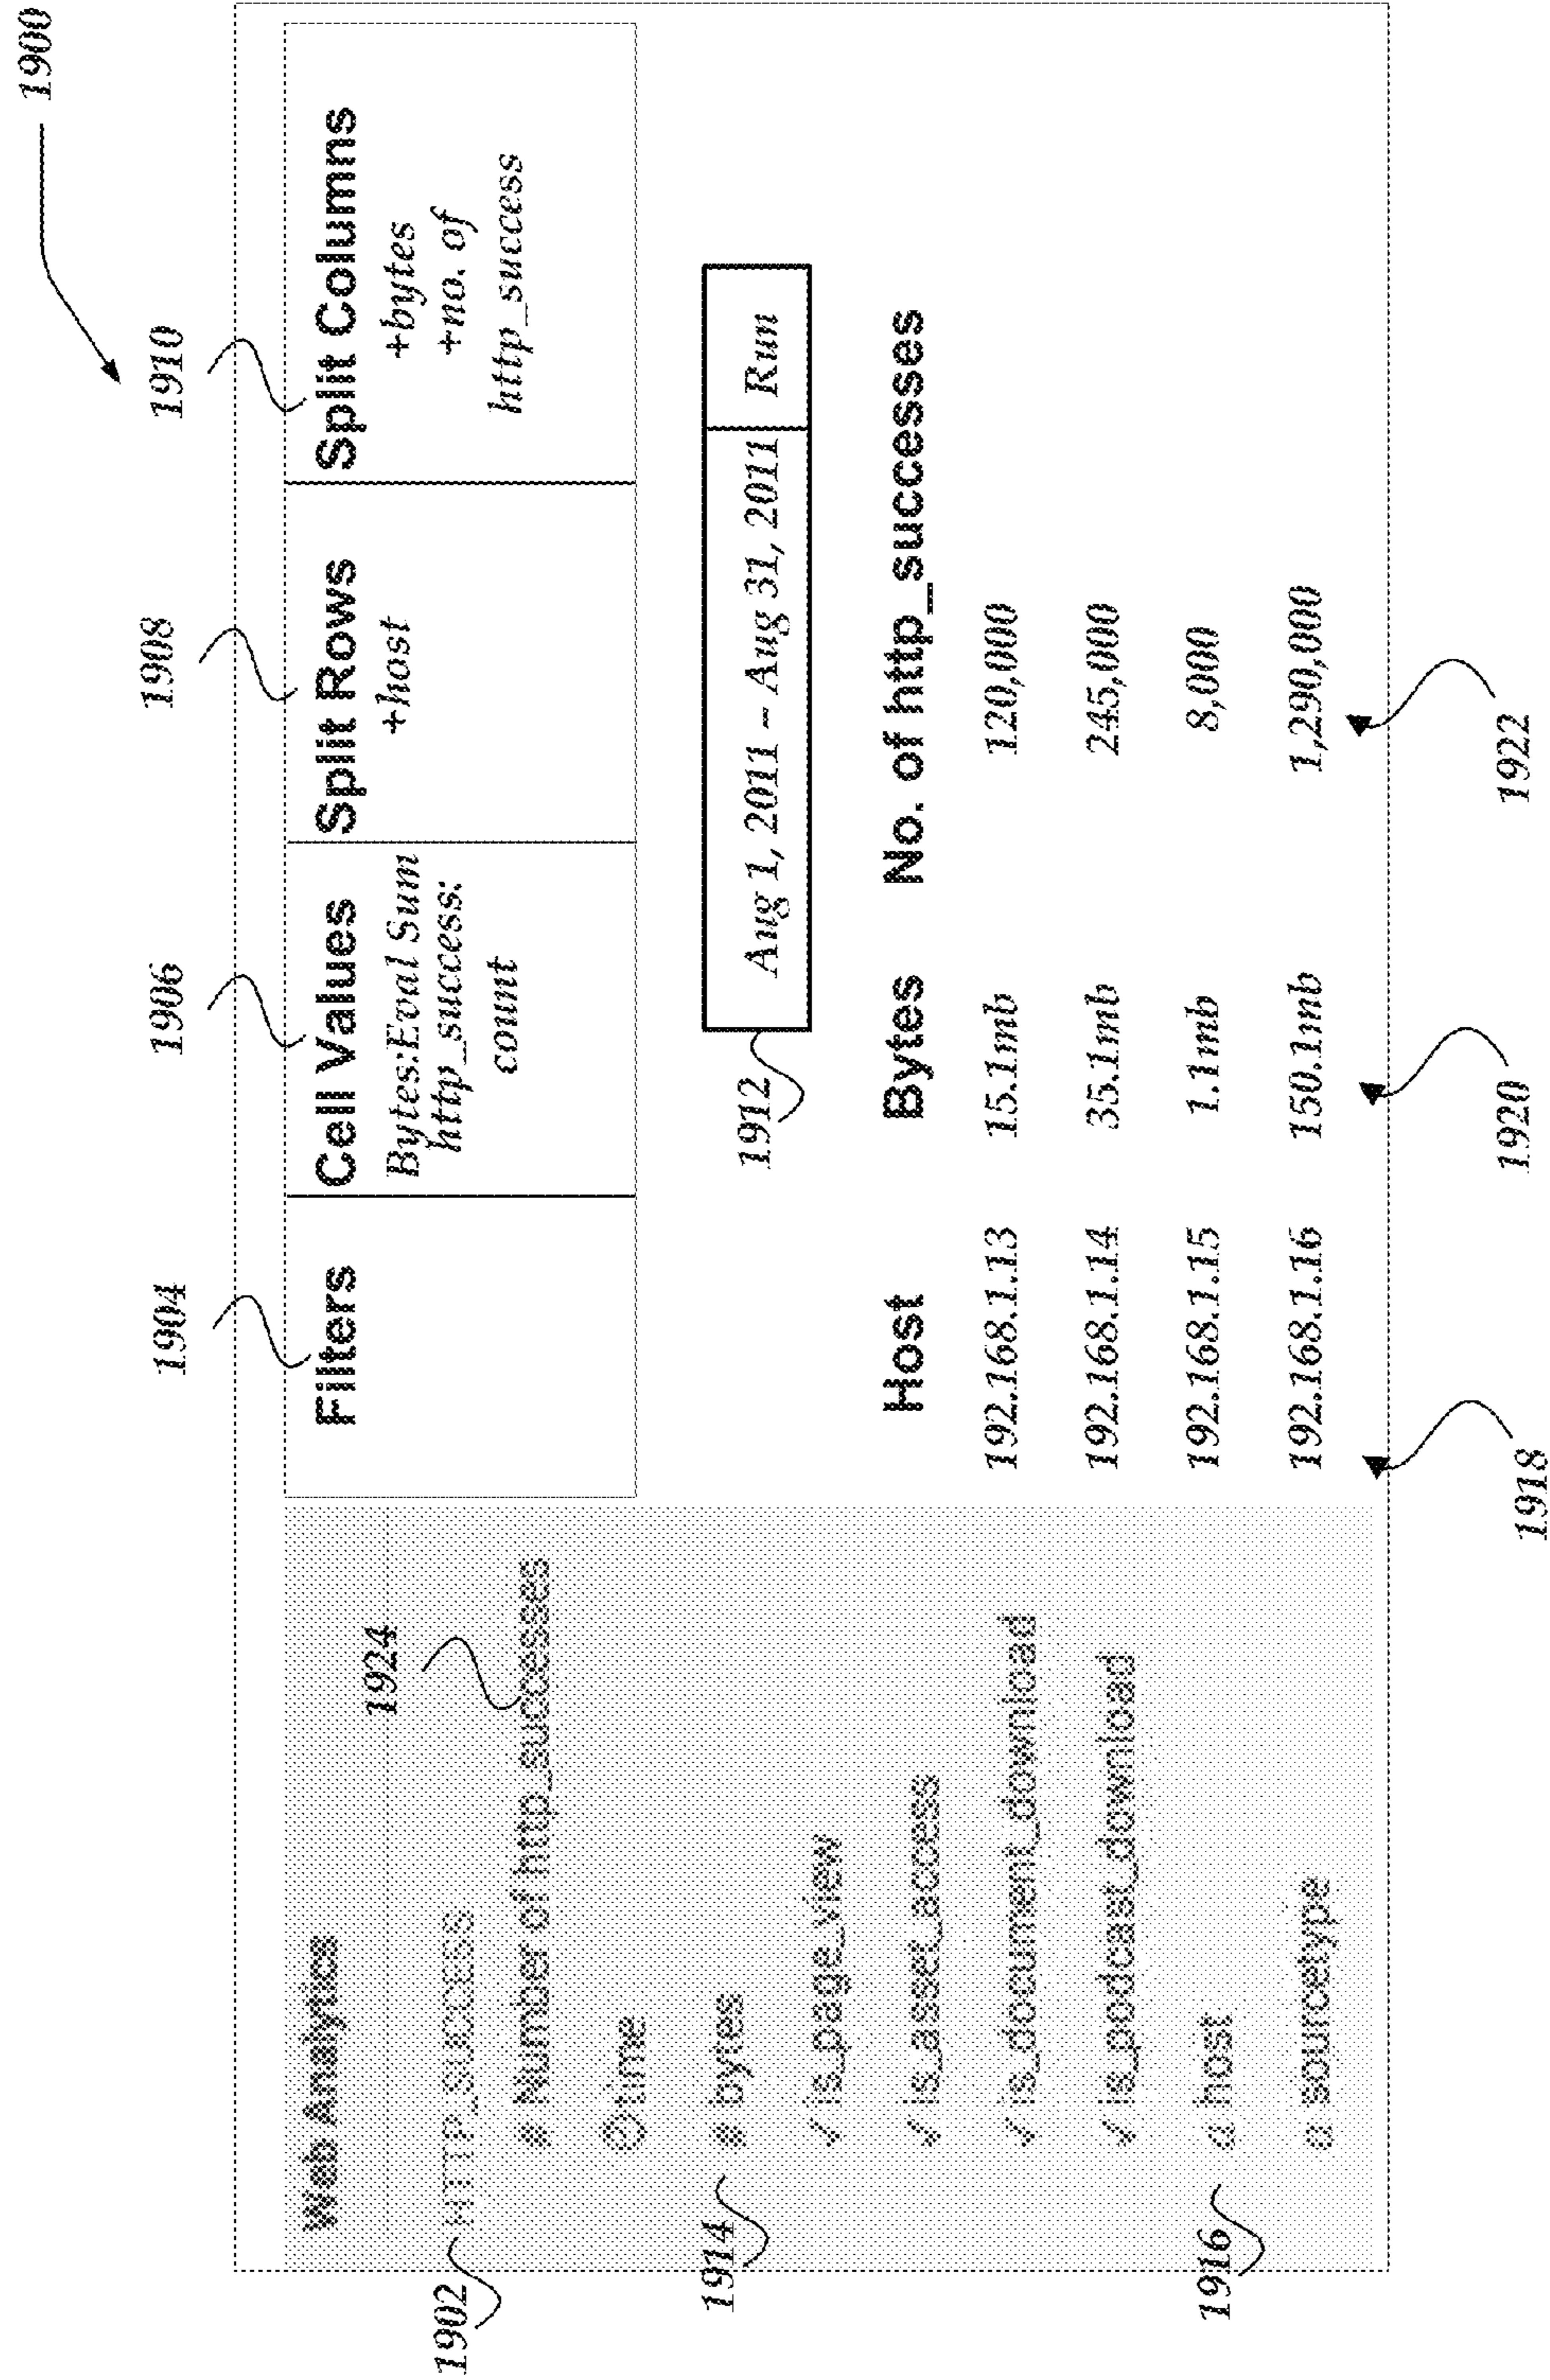 1900
1904
1906
1908
1910
Web Analytics
1902
HTTP_SUCCESS
1924
# Number of http_successes
time
1914
# bytes
✓ is_page_view
✓ is_asset_access
✓ is_document_download
✓ is_podcast_download
1916
a host
a sourcetype
Filters
Cell Values
Bytes:Eval Sum
http_success:
count
Split Rows
+host
Split Columns
+bytes
+no. of
http_success
1912
Aug 1, 2011 – Aug 31, 2011 Run
Host Bytes No. of http_successes
192.168.1.13 15.1mb 120,000
192.168.1.14 35.1mb 245,000
192.168.1.15 1.1mb 8,000
192.168.1.16 150.1mb 1,290,000
1918
1920
1922